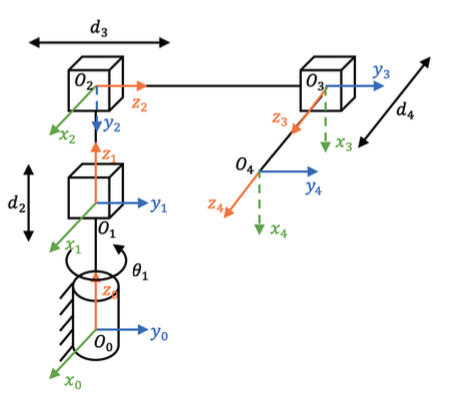 d₃
O₂
z₂
x₂
y₂
O₃
y₃
z₃
x₃
d₄
z₁
O₄
y₄
z₄
x₄
d₂
y₁
O₁
x₁
θ₁
z₀
y₀
O₀
x₀